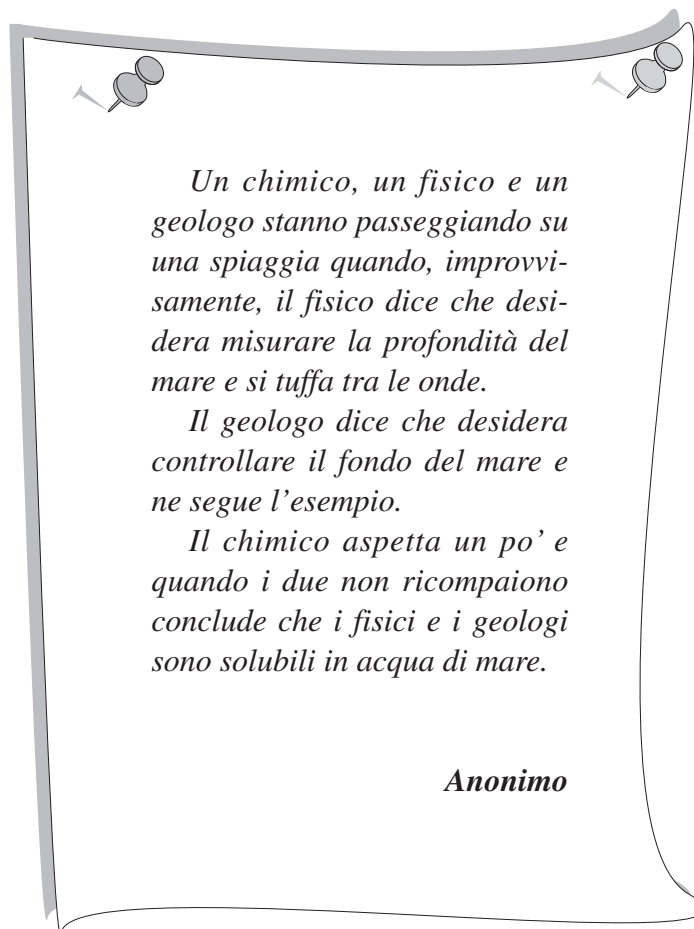 Un chimico, un fisico e un
geologo stanno passeggiando su
una spiaggia quando, improvvi-
samente, il fisico dice che desi-
dera misurare la profondità del
mare e si tuffa tra le onde.
Il geologo dice che desidera
controllare il fondo del mare e
ne segue l’esempio.
Il chimico aspetta un po’ e
quando i due non ricompaiono
conclude che i fisici e i geologi
sono solubili in acqua di mare.
Anonimo